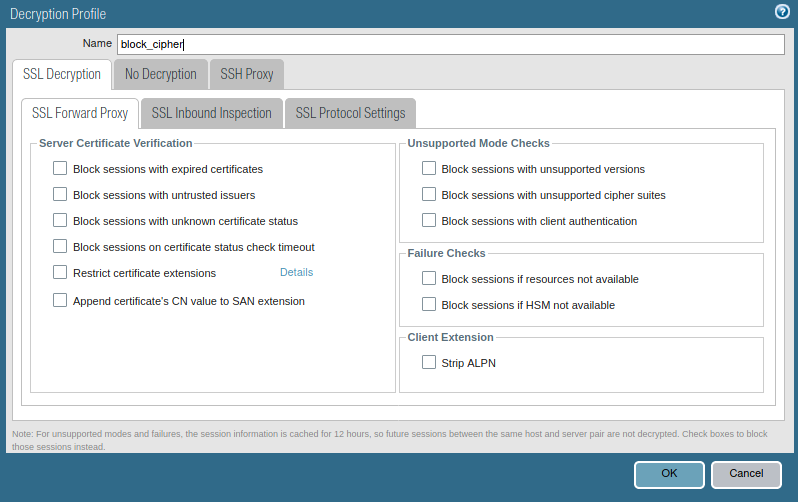 Decryption Profile
?
Name block_cipher
SSL Decryption No Decryption SSH Proxy
SSL Forward Proxy SSL Inbound Inspection SSL Protocol Settings
Server Certificate Verification
Block sessions with expired certificates
Block sessions with untrusted issuers
Block sessions with unknown certificate status
Block sessions on certificate status check timeout
Restrict certificate extensions Details
Append certificate's CN value to SAN extension
Unsupported Mode Checks
Block sessions with unsupported versions
Block sessions with unsupported cipher suites
Block sessions with client authentication
Failure Checks
Block sessions if resources not available
Block sessions if HSM not available
Client Extension
Strip ALPN
Note: For unsupported modes and failures, the session information is cached for 12 hours, so future sessions between the same host and server pair are not decrypted. Check boxes to block
those sessions instead.
OK Cancel